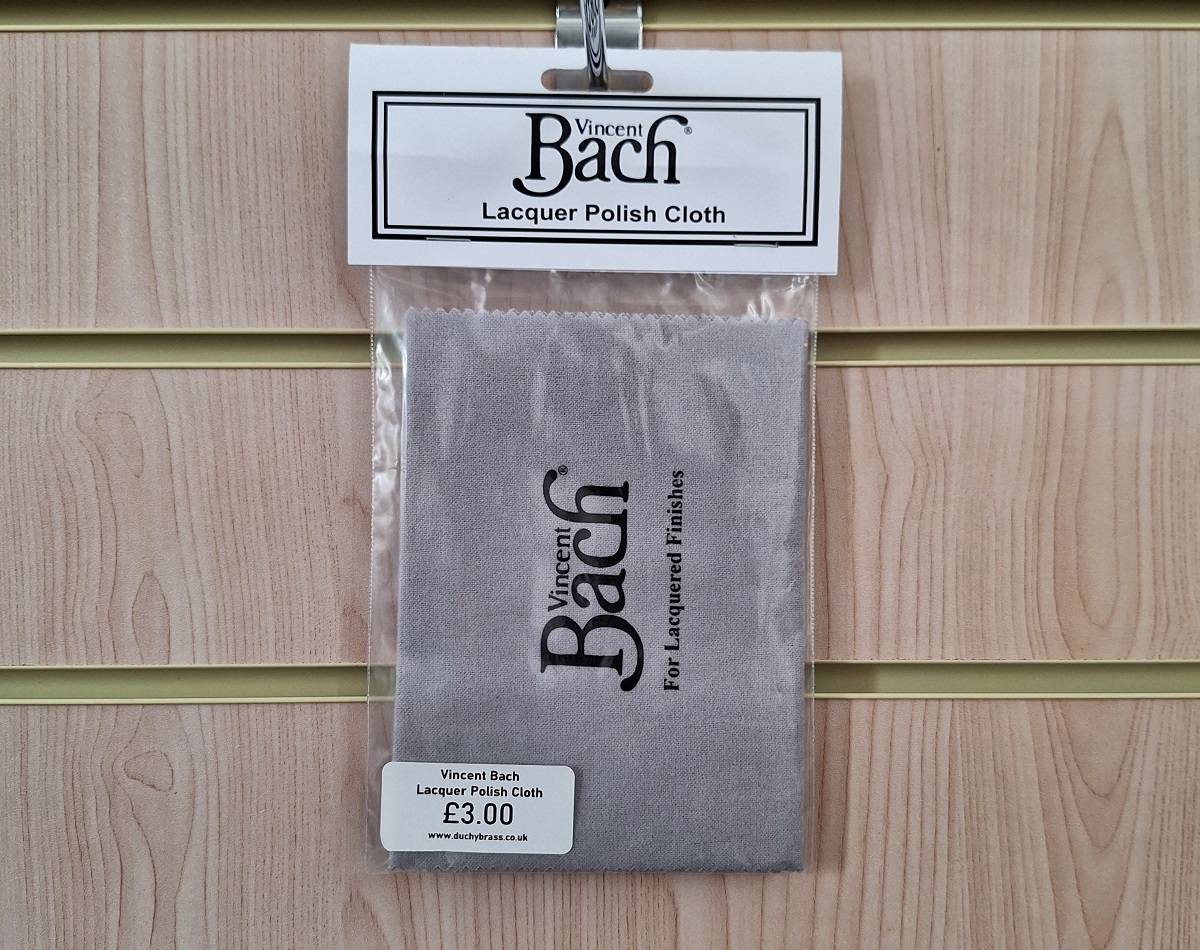 Vincent
Bach®
Lacquer Polish Cloth
Vincent
Bach®
For Lacquered Finishes
Vincent Bach
Lacquer Polish Cloth
£3.00
www.duchybrass.co.uk